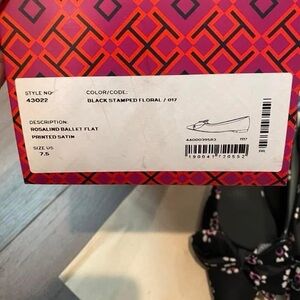 STYLE NO
COLOR/CODE:
43022
BLACK STAMPED FLORAL / 017
DESCRIPTION:
ROSALIND BALLET FLAT
PRINTED SATIN
SIZE US
7.5